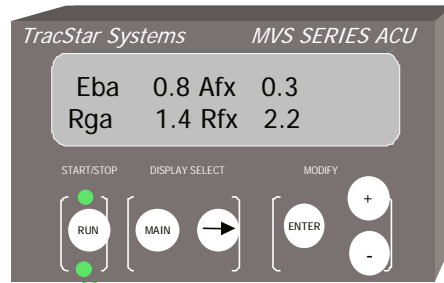 TracStar Systems MVS SERIES ACU
Eba 0.8 Afx 0.3
Rga 1.4 Rfx 2.2
START/STOP DISPLAY SELECT MODIFY
RUN MAIN ENTER +
-